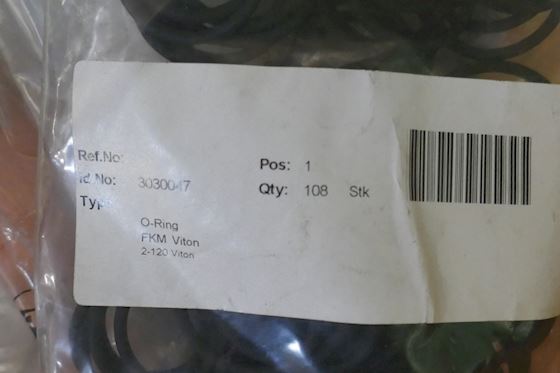 Ref.No:
Pos: 1
Id.No: 3030047
Qty: 108 Stk
Typ
O-Ring
FKM Viton
2-120 Viton